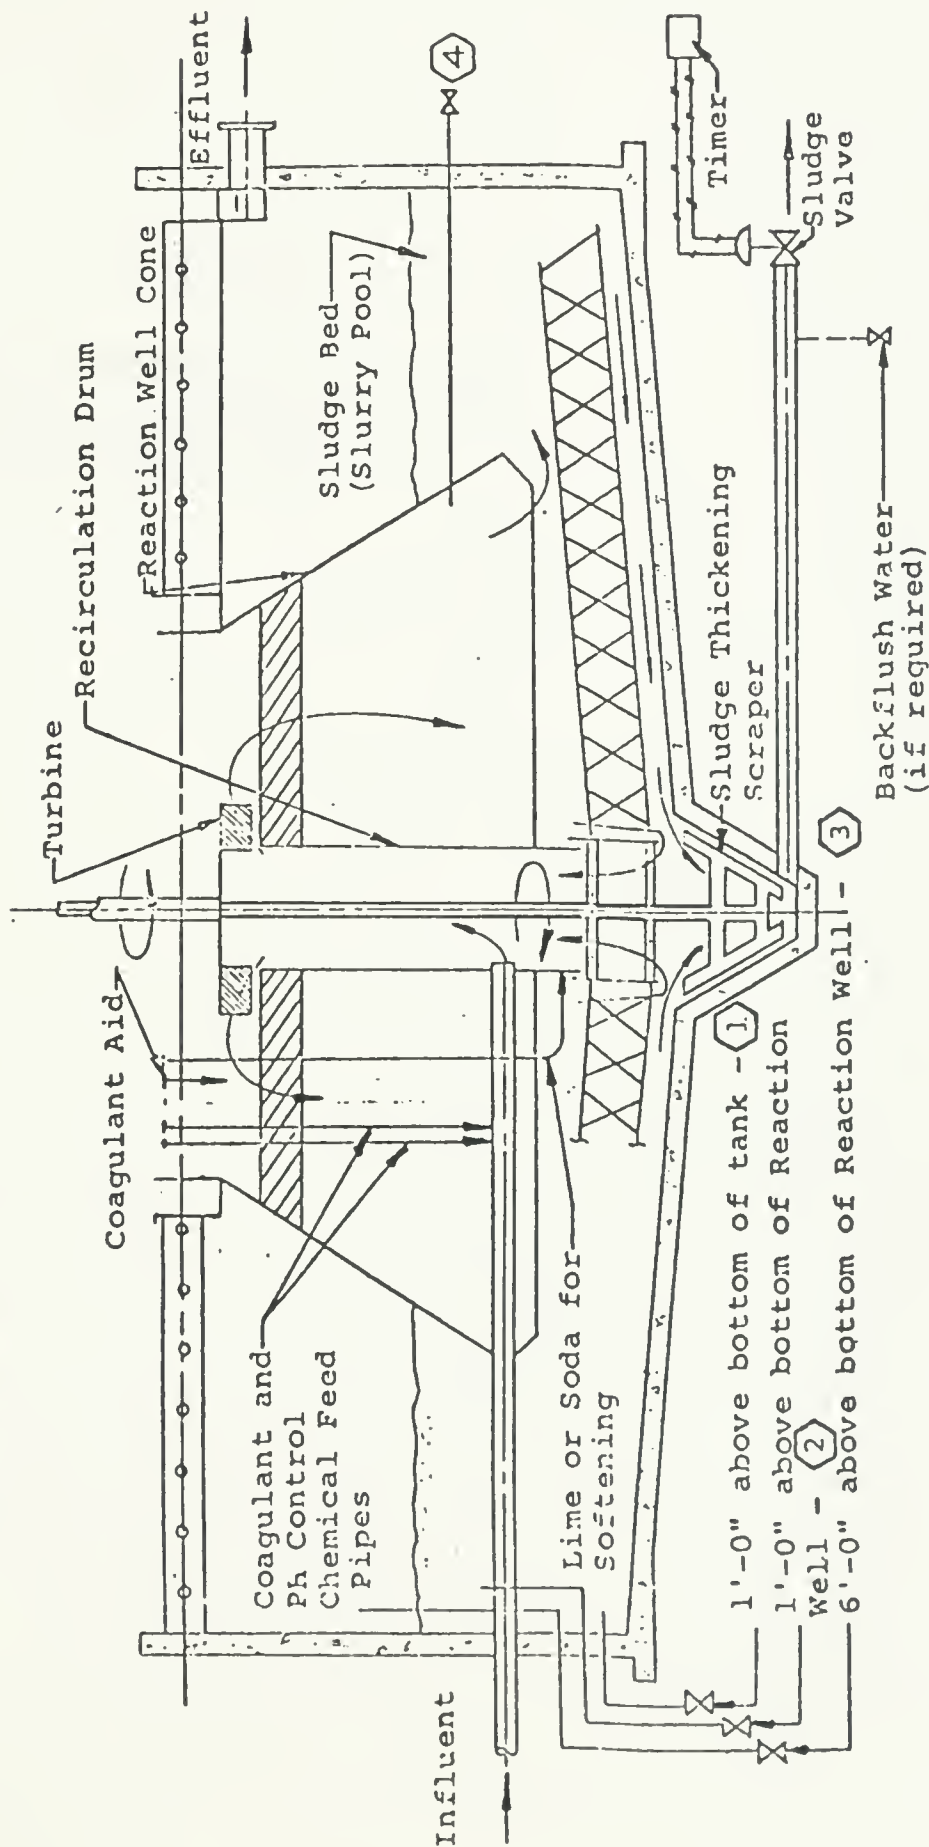 Turbine
Recirculation Drum
Reaction Well Cone
Effluent
Coagulant Aid
Sludge Bed
(Slurry Pool)
4
Coagulant and
Ph Control
Chemical Feed
Pipes
Influent
Lime or Soda for
Softening
Timer
Sludge
Valve
Sludge Thickening
Scraper
Backflush Water
(if required)
1'-0" above bottom of tank - 1
1'-0" above bottom of Reaction
Well - 2
6'-0" above bottom of Reaction Well - 3